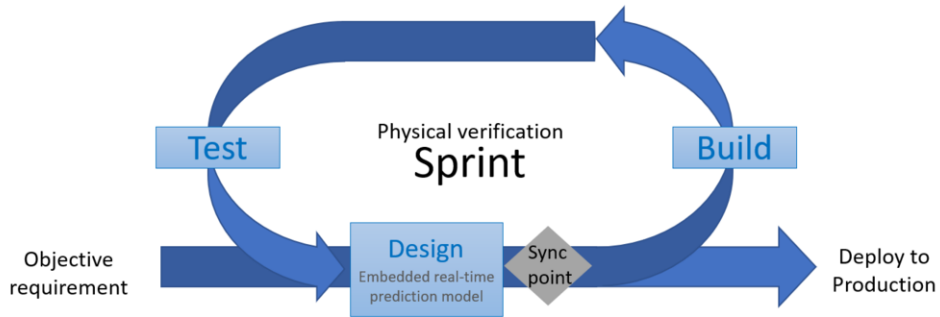 Test
Physical verification
Sprint
Build
Objective
requirement
Design
Embedded real-time
prediction model
Sync
point
Deploy to
Production